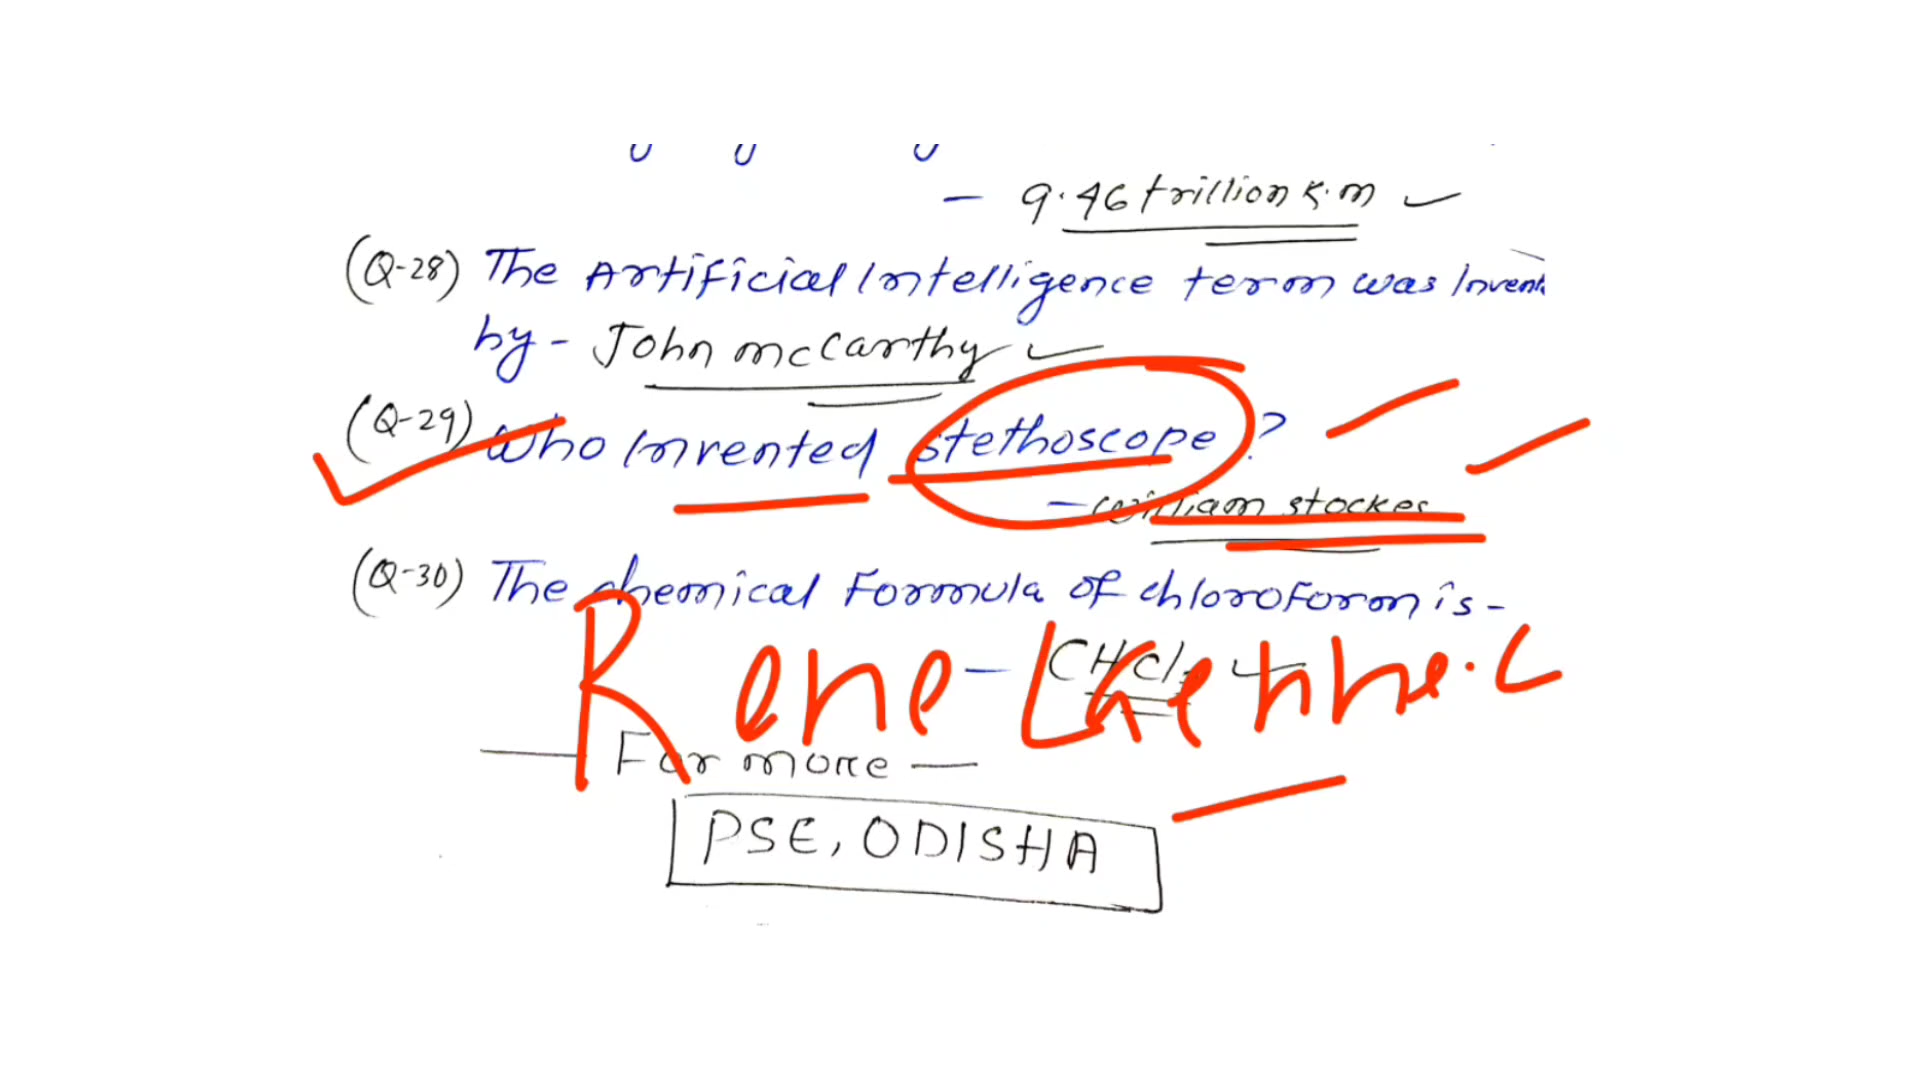 - 9.46 trillion k.m
(Q-28) The Artificial Intelligence term was Invent
by - John mccarthy
(Q-29) Who Invented stethoscope?
- William stockes
(Q-30) The chemical Formula of chloroform is -
- CHCl3
Rene Laennec
For more
PSE, ODISHA